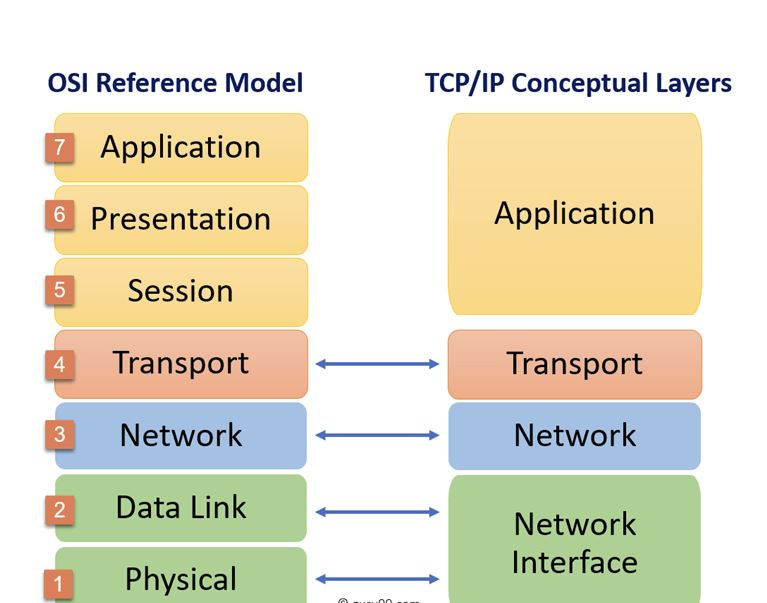 OSI Reference Model
TCP/IP Conceptual Layers
7 Application
6 Presentation
5 Session
Application
4 Transport
Transport
3 Network
Network
2 Data Link
1 Physical
Network
Interface